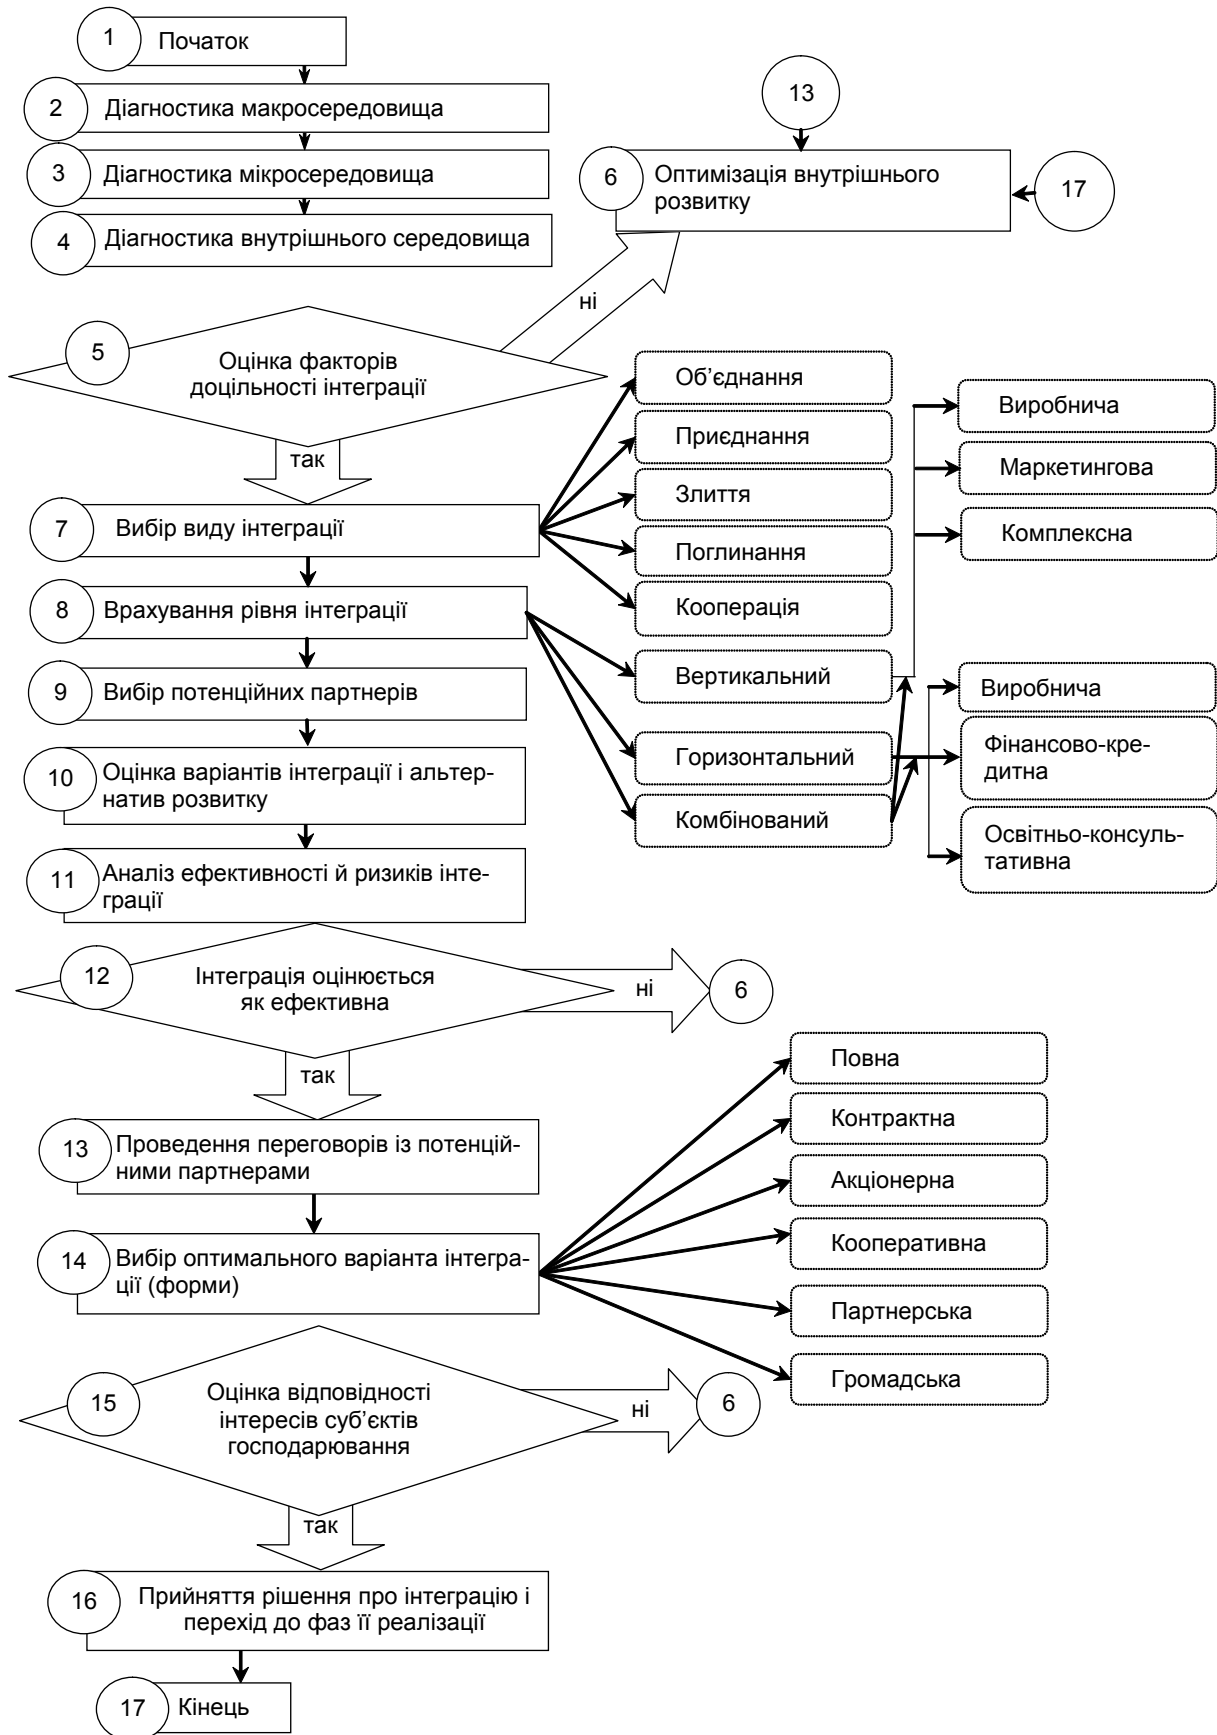 1
Початок
2
Діагностика макросередовища
3
Діагностика мікросередовища
4
Діагностика внутрішнього середовища
13
6
Оптимізація внутрішнього
розвитку
17
ні
5
Оцінка факторів
доцільності інтеграції
так
7
Вибір виду інтеграції
Об’єднання
Приєднання
Злиття
Поглинання
Кооперація
8
Врахування рівня інтеграції
Вертикальний
Горизонтальний
Комбінований
Виробнича
Маркетингова
Комплексна
Виробнича
Фінансово-кре-
дитна
Освітньо-консуль-
тативна
9
Вибір потенційних партнерів
10
Оцінка варіантів інтеграції і альтер-
натив розвитку
11
Аналіз ефективності й ризиків інте-
грації
12
Інтеграція оцінюється
як ефективна
ні
6
так
13
Проведення переговорів із потенцій-
ними партнерами
14
Вибір оптимального варіанта інтегра-
ції (форми)
Повна
Контрактна
Акціонерна
Кооперативна
Партнерська
Громадська
15
Оцінка відповідності
інтересів суб’єктів
господарювання
ні
6
так
16
Прийняття рішення про інтеграцію і
перехід до фаз її реалізації
17
Кінець